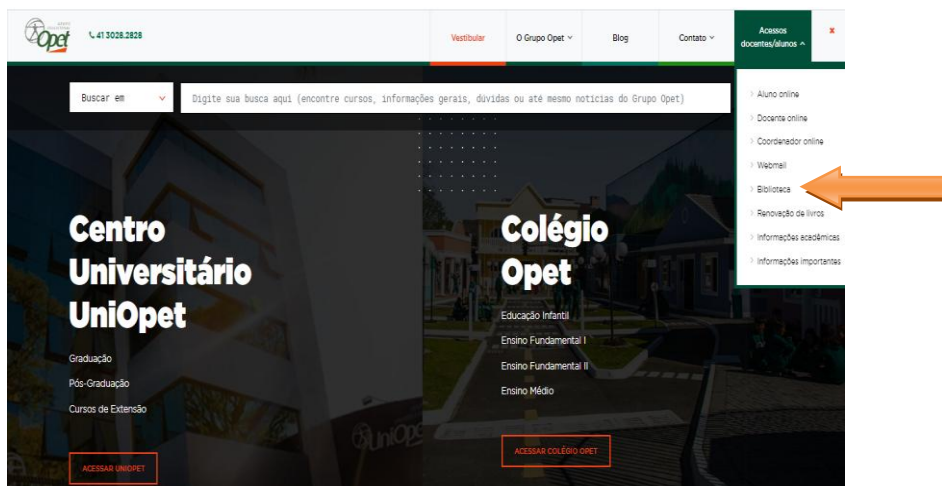 Opet
41 3028.2828
Vestibular
O Grupo Opet
Blog
Contato
Acessos
docentes/alunos
x
Buscar em
Digite sua busca aqui (encontre cursos, informações gerais, dúvidas ou até mesmo notícias do Grupo Opet)
Aluno online
Docente online
Coordenador online
Webmail
Biblioteca
Renovação de livros
Informações acadêmicas
Informações importantes
Centro
Universitário
UniOpet
Graduação
Pós-Graduação
Cursos de Extensão
ACESSAR UNIOPET
UniOpet
Colégio
Opet
Educação Infantil
Ensino Fundamental I
Ensino Fundamental II
Ensino Médio
ACESSAR COLÉGIO OPET